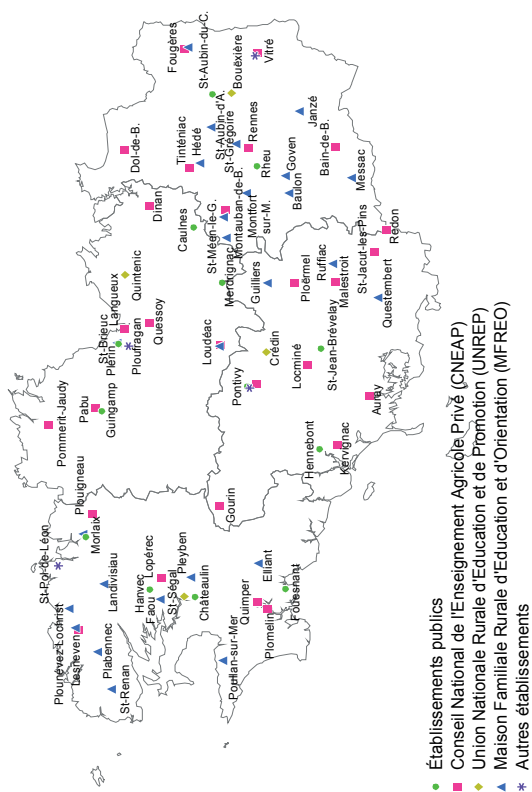 Pommerit-Jaudy
Pabu
Guingamp
St-Brieuc
Plérin
Langueux
Ploufragan
Quintenic
Quessoy
Dinan
Dol-de-B.
Fougères
St-Pol-de-Léon
Plouigneau
Morlaix
Plounévez-Lochrist
Lesneven
Landivisiau
Plabennec
St-Renan
Hanvec
Faou
Lopérec
St-Ségal
Pleyben
Châteaulin
Caulnes
Tinténiac
Hédé
St-Aubin-du-C.
St-Aubin-d'A.
Bouëxière
Vitré
St-Grégoire
Rennes
Rheu
St-Méen-le-G.
Montauban-de-B.
Montfort
sur-M.
Merdrignac
Loudéac
Gourin
Poullan-sur-Mer
Quimper
Plomelin
Elliant
Fouesnant
Pontivy
Crédin
Guilliers
Goven
Baulon
Janzé
Bain-de-B.
Messac
Ploërmel
Ruffiac
Malestroit
Locminé
St-Jean-Brévelay
Hennebont
Kervignac
Auray
Questembert
St-Jacut-les-Pins
Redon
Établissements publics
Conseil National de l'Enseignement Agricole Privé (CNEAP)
Union Nationale Rurale d'Education et de Promotion (UNREP)
Maison Familiale Rurale d'Education et d'Orientation (MFREO)
Autres établissements